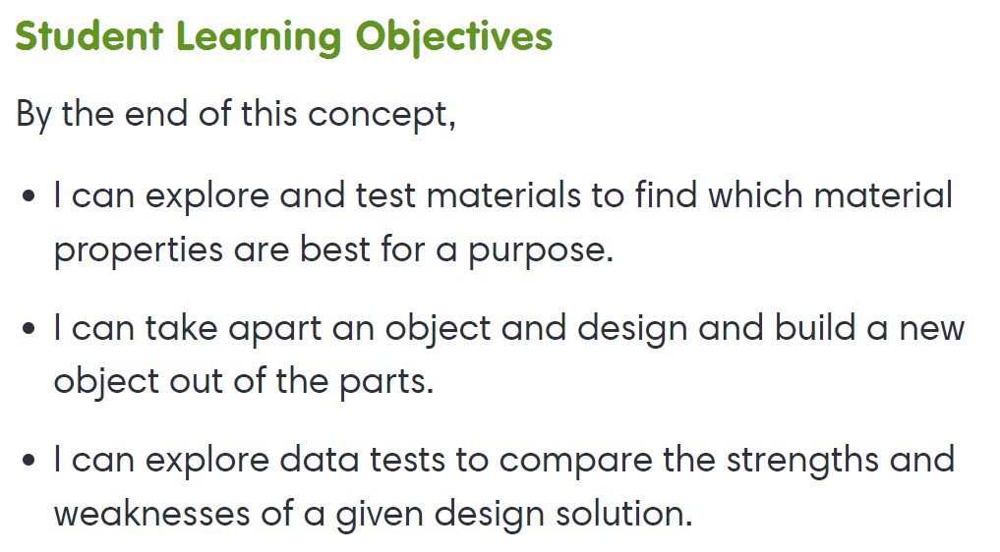 Student Learning Objectives
By the end of this concept,
• I can explore and test materials to find which material
properties are best for a purpose.
• I can take apart an object and design and build a new
object out of the parts.
• I can explore data tests to compare the strengths and
weaknesses of a given design solution.